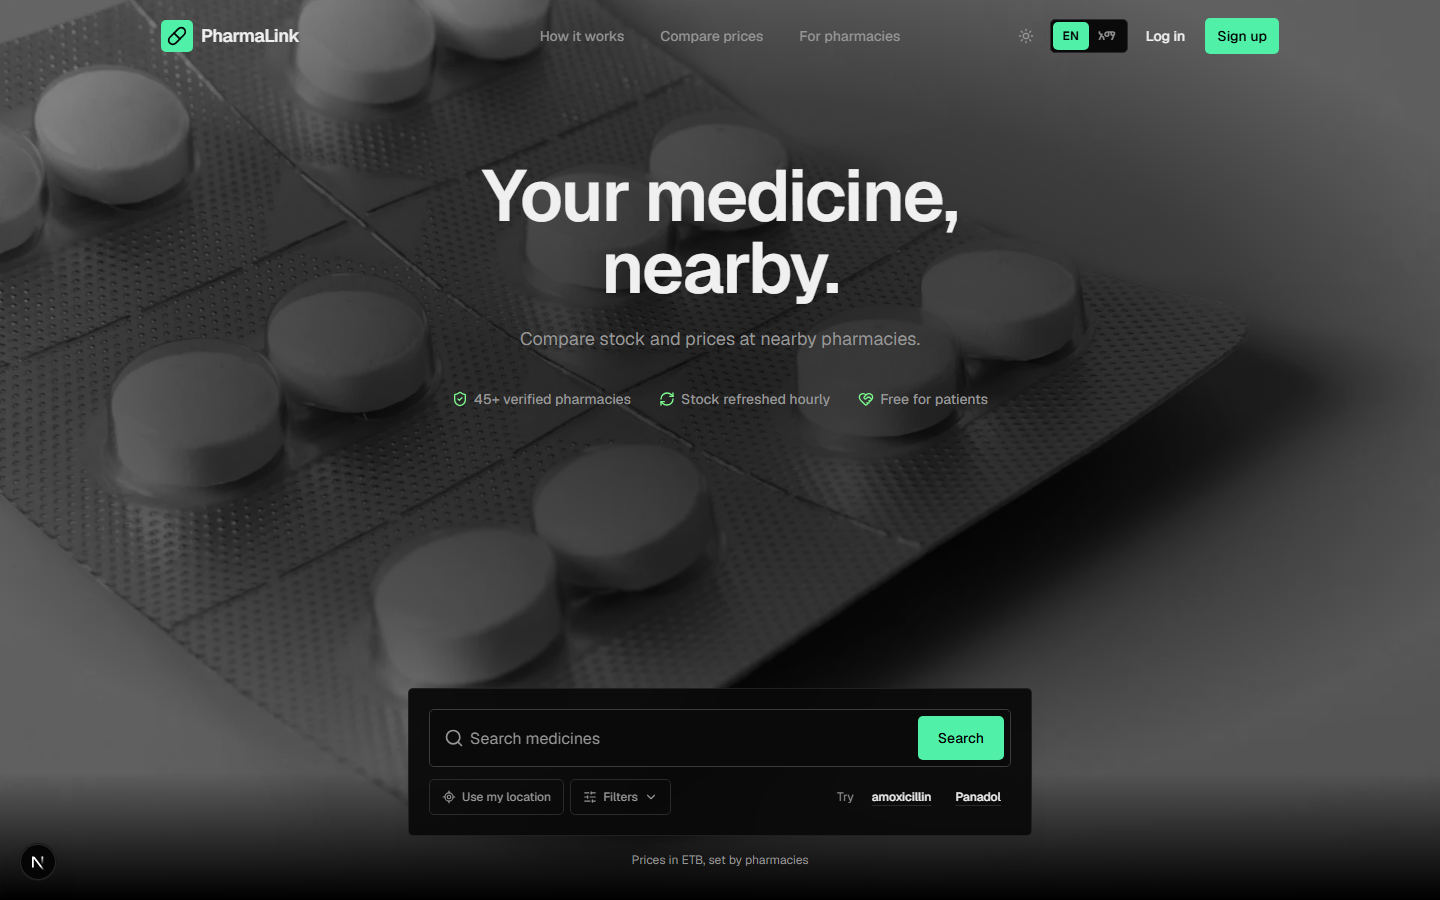 PharmaLink
How it works
Compare prices
For pharmacies
EN
አማ
Log in
Sign up
Your medicine,
nearby.
Compare stock and prices at nearby pharmacies.
45+ verified pharmacies
Stock refreshed hourly
Free for patients
Search medicines
Search
Use my location
Filters
Try
amoxicillin
Panadol
Prices in ETB, set by pharmacies
N